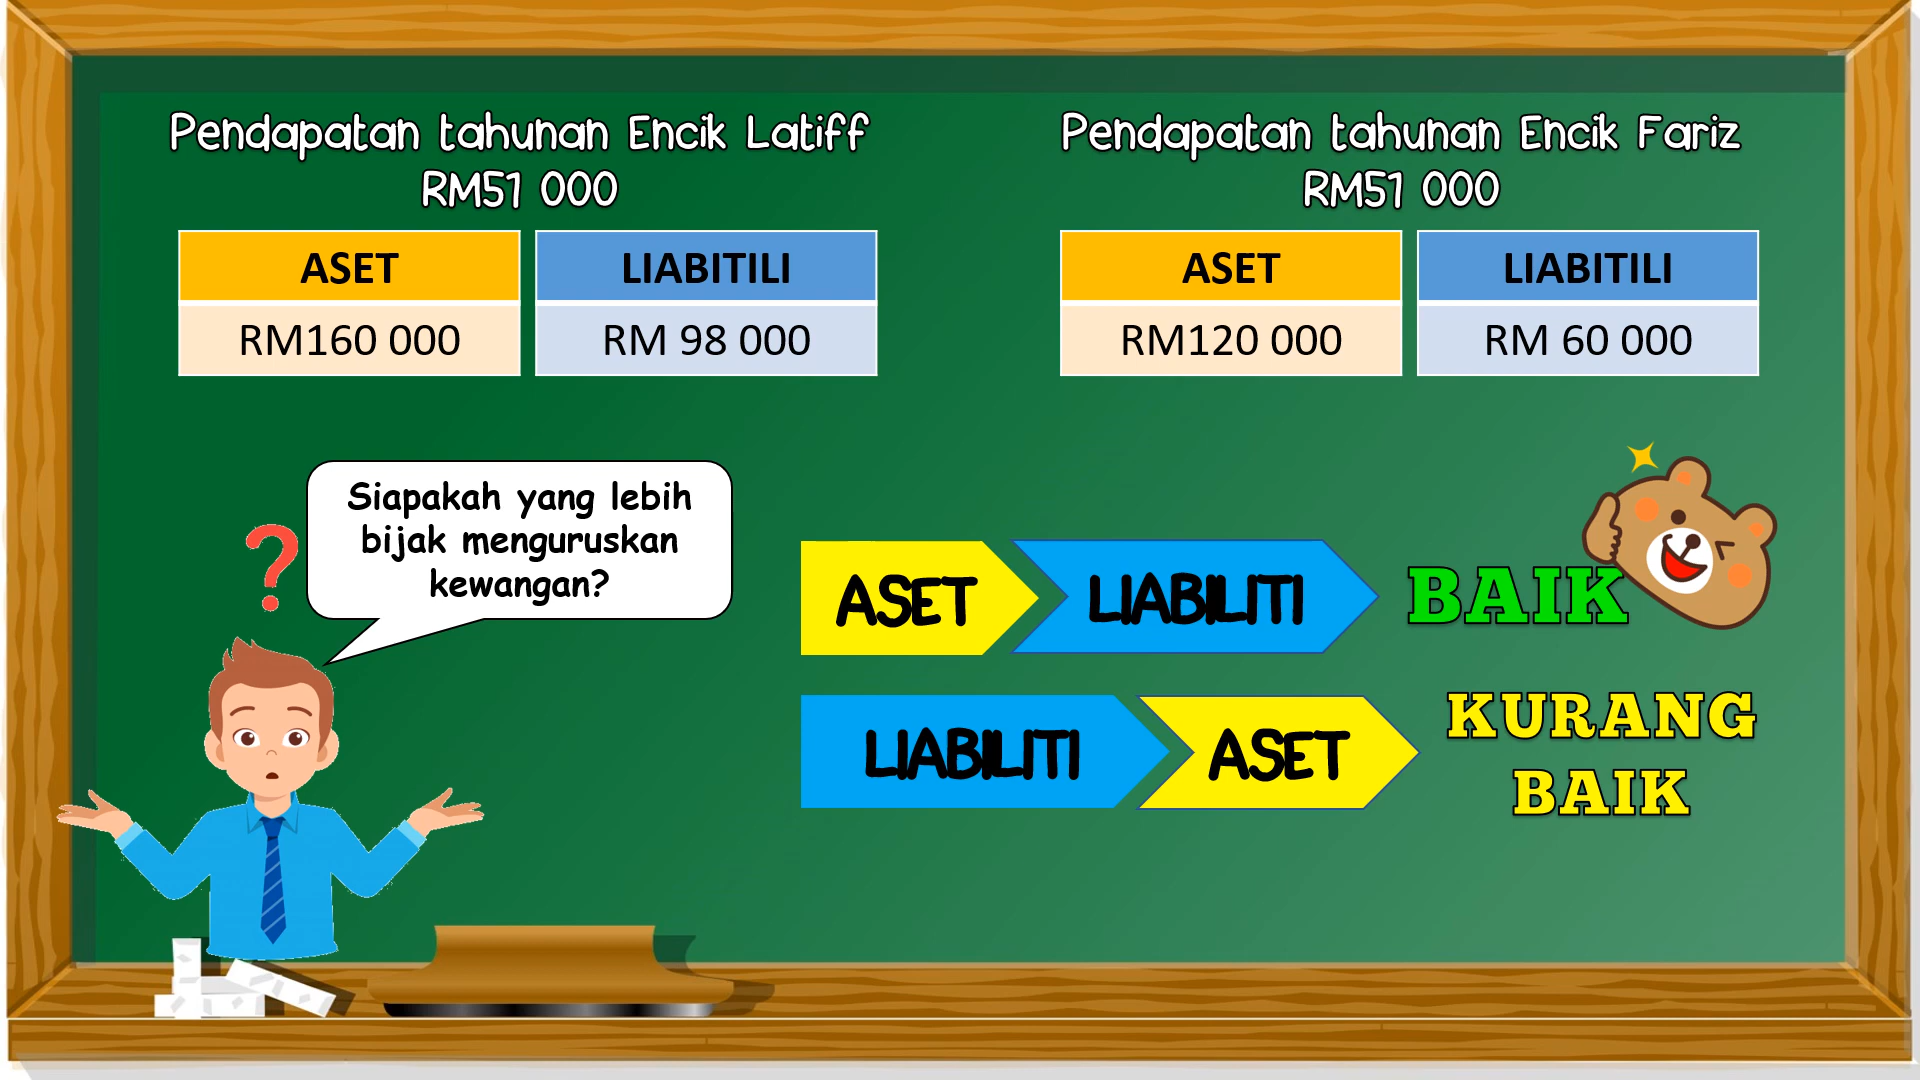 Pendapatan tahunan Encik Latiff
RM51 000
ASET LIABITILI
RM160 000 RM 98 000
Pendapatan tahunan Encik Fariz
RM51 000
ASET LIABITILI
RM120 000 RM 60 000
Siapakah yang lebih
bijak menguruskan
kewangan?
?
ASET LIABILITI BAIK
LIABILITI ASET KURANG
BAIK